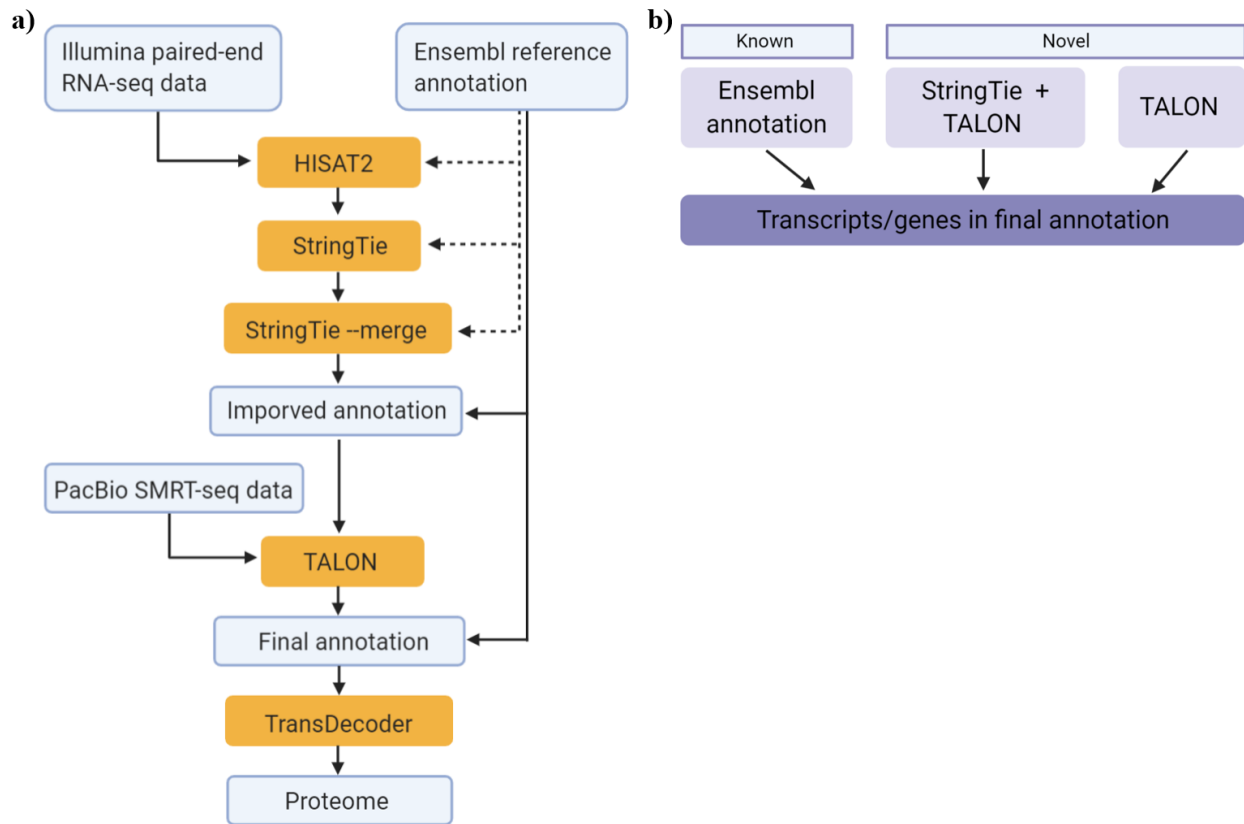 a)
Illumina paired-end
RNA-seq data
Ensembl reference
annotation
HISAT2
StringTie
StringTie --merge
Imporved annotation
PacBio SMRT-seq data
TALON
Final annotation
TransDecoder
Proteome
b)
Known
Novel
Ensembl
annotation
StringTie +
TALON
TALON
Transcripts/genes in final annotation